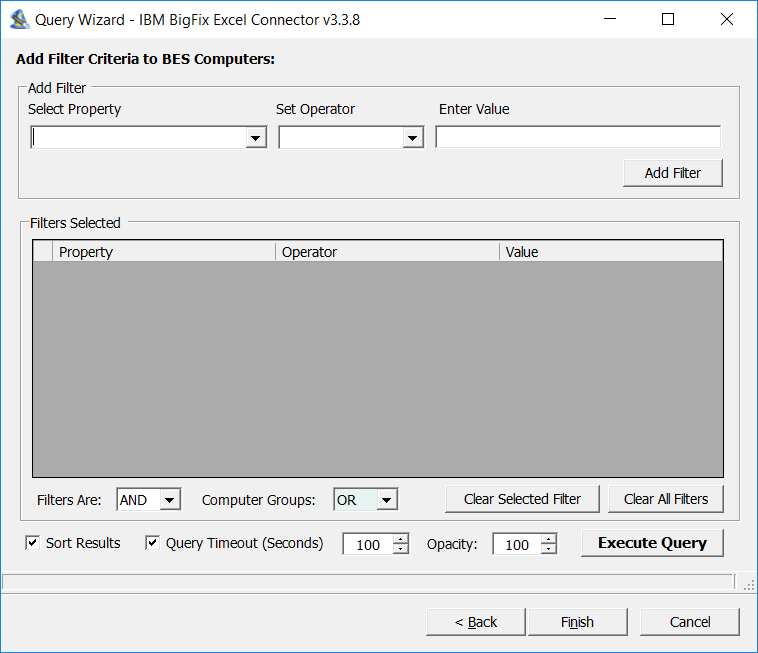 Query Wizard - IBM BigFix Excel Connector v3.3.8
Add Filter Criteria to BES Computers:
Add Filter
Select Property Set Operator Enter Value
Add Filter
Filters Selected
Property Operator Value
Filters Are: AND Computer Groups: OR Clear Selected Filter Clear All Filters
Sort Results Query Timeout (Seconds) 100 Opacity: 100 Execute Query
< Back Finish Cancel